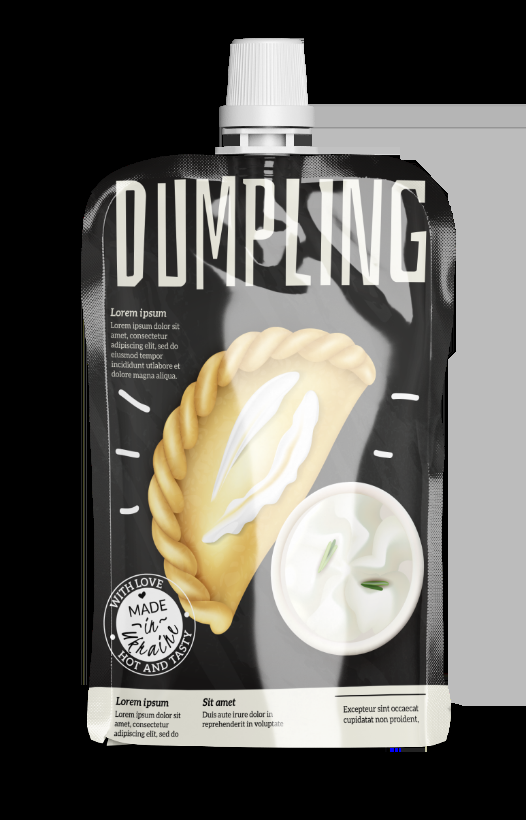 DUMPLING
Lorem ipsum
Lorem ipsum dolor sit
amet, consectetur
adipiscing elit, sed do
eiusmod tempor
incididunt utlabore et
dolore magna aliqua.
WITH LOVE
MADE
~in~
Ukraine
HOT AND TASTY
Lorem ipsum
Lorem ipsum dolor sit
amet, consectetur
adipiscing elit, sed do
Sit amet
Duis aute irure dolor in
reprehenderit in voluptate
Excepteur sint occaecat
cupidatat non proident,